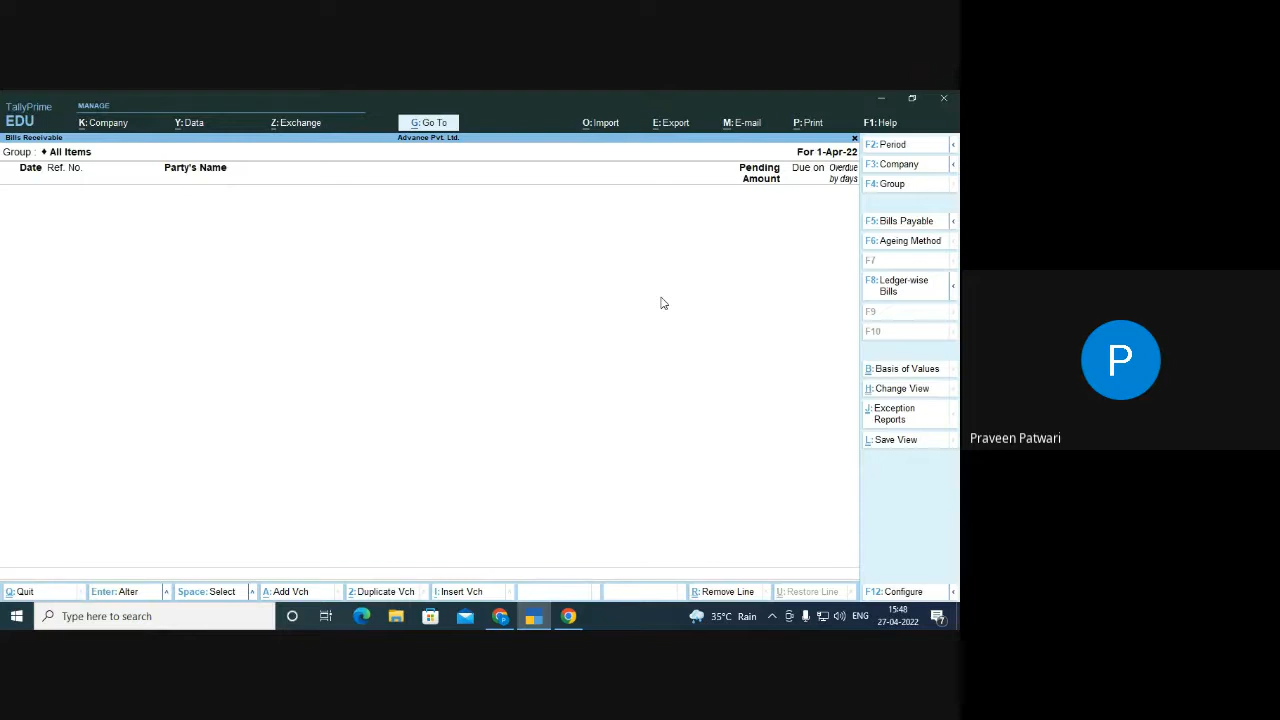 TallyPrime
EDU
MANAGE
K: Company
Y: Data
Z: Exchange
G: Go To
O: Import
E: Export
M: E-mail
P: Print
F1: Help
Bills Receivable
Advance Pvt. Ltd.
Group : ♦ All Items
For 1-Apr-22
Date Ref. No.
Party's Name
Pending
Amount
Due on
Overdue
by days
F2: Period
F3: Company
F4: Group
F5: Bills Payable
F6: Ageing Method
F7
F8: Ledger-wise
Bills
F9
F10
B: Basis of Values
H: Change View
J: Exception
Reports
L: Save View
F12: Configure
Q: Quit
Enter: Alter
Space: Select
A: Add Vch
2: Duplicate Vch
I: Insert Vch
R: Remove Line
U: Restore Line
Type here to search
35°C Rain
ENG
15:48
27-04-2022
7
P
Praveen Patwari